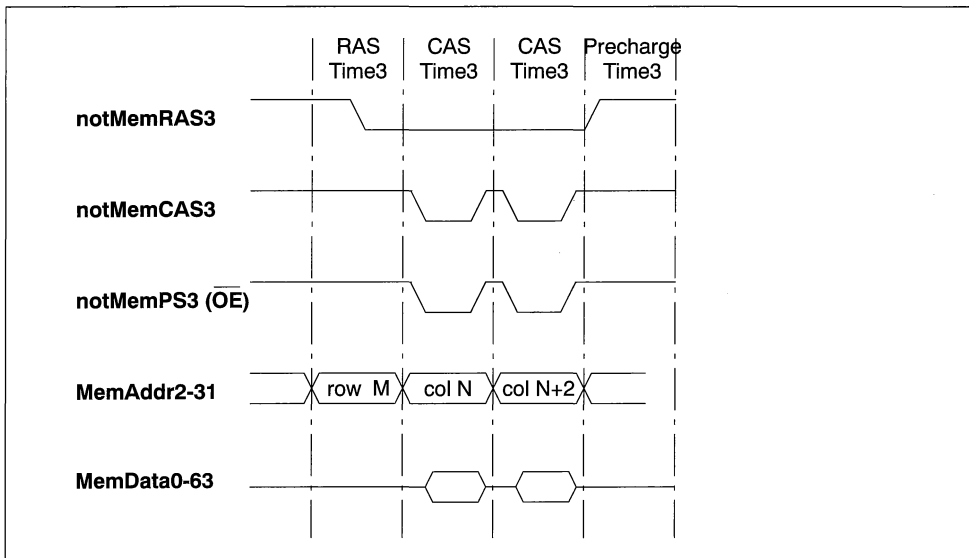 RAS CAS CAS Precharge
Time3 Time3 Time3 Time3
notMemRAS3
notMemCAS3
notMemPS3 (OE)
MemAddr2-31 row M col N col N+2
MemData0-63